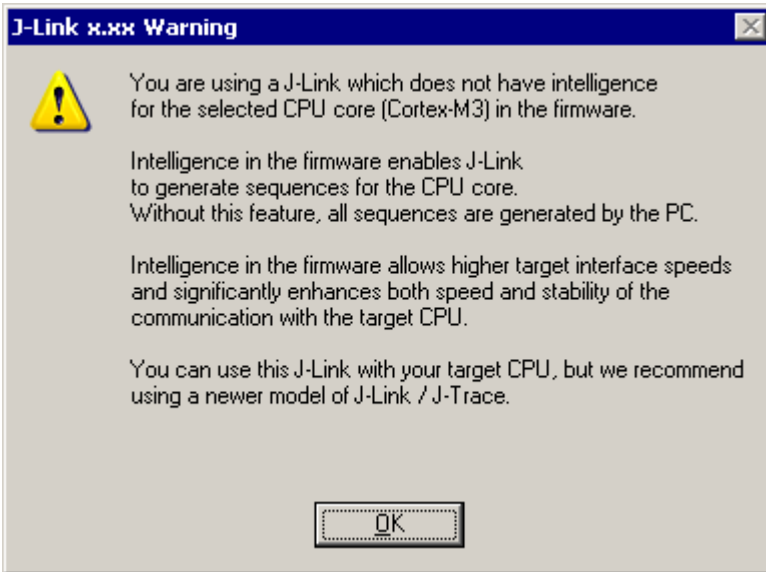 J-Link x.xx Warning
You are using a J-Link which does not have intelligence
for the selected CPU core (Cortex-M3) in the firmware.
Intelligence in the firmware enables J-Link
to generate sequences for the CPU core.
Without this feature, all sequences are generated by the PC.
Intelligence in the firmware allows higher target interface speeds
and significantly enhances both speed and stability of the
communication with the target CPU.
You can use this J-Link with your target CPU, but we recommend
using a newer model of J-Link / J-Trace.
OK